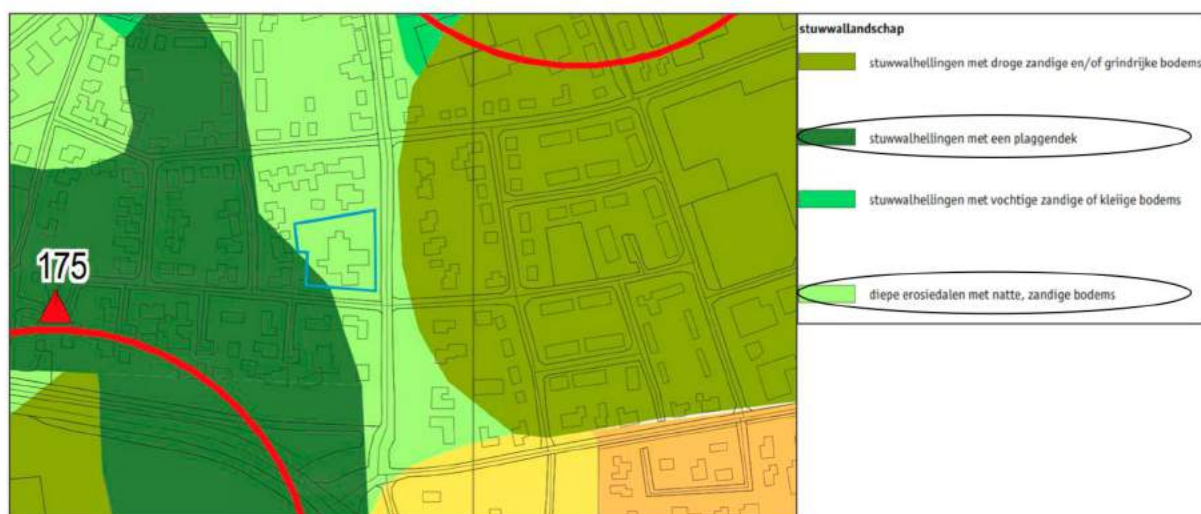 175
stuwwallandschap
stuwwalhellingen met droge zandige en/of grindrijke bodems
stuwwalhellingen met een plaggendek
stuwwalhellingen met vochtige zandige of kleiige bodems
diepe erosiedalen met natte, zandige bodems